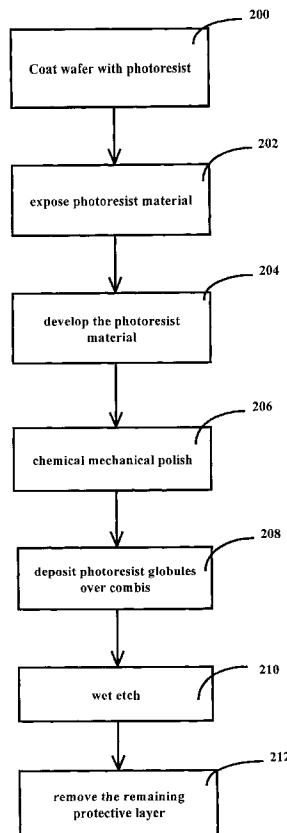 200
Coat wafer with photoresist
202
expose photoresist material
204
develop the photoresist
material
206
chemical mechanical polish
208
deposit photoresist globules
over combis
210
wet etch
212
remove the remaining
protective layer